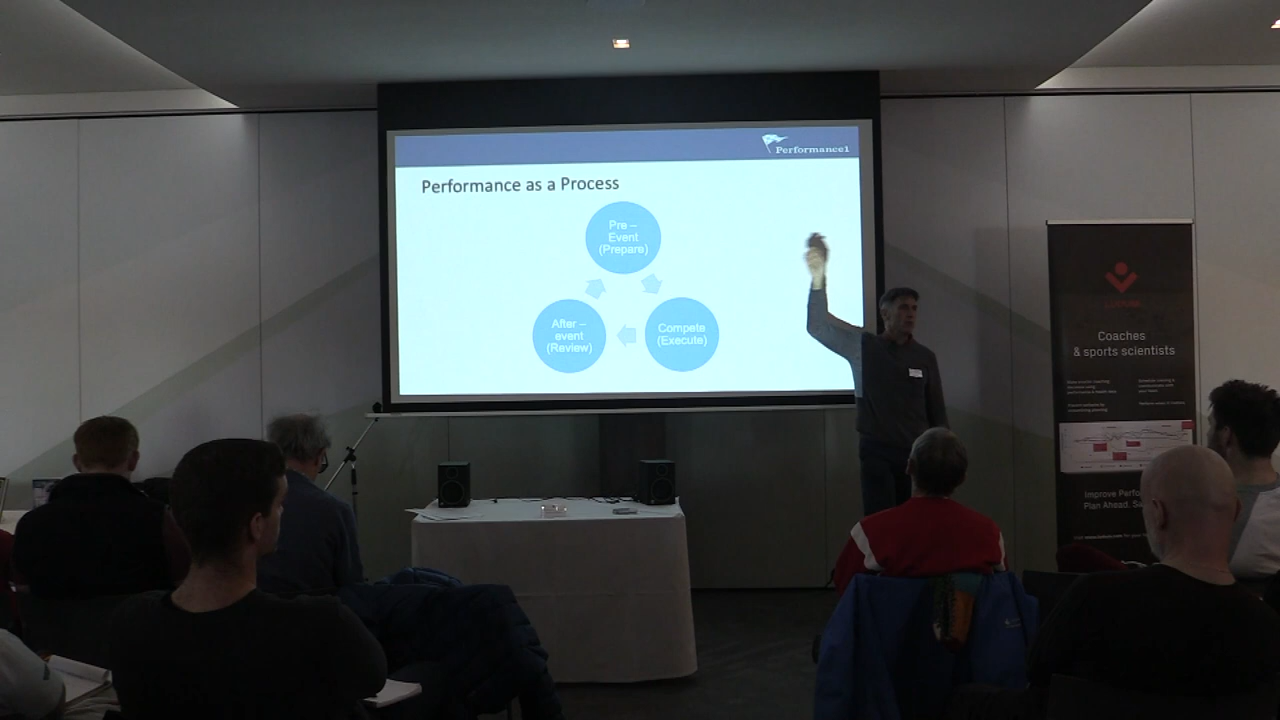 Performance1
Performance as a Process
Pre –
Event
(Prepare)
After –
event
(Review)
Compete
(Execute)
Coaches
& sports scientists
Improve Perfo
Plan Ahead. Sa